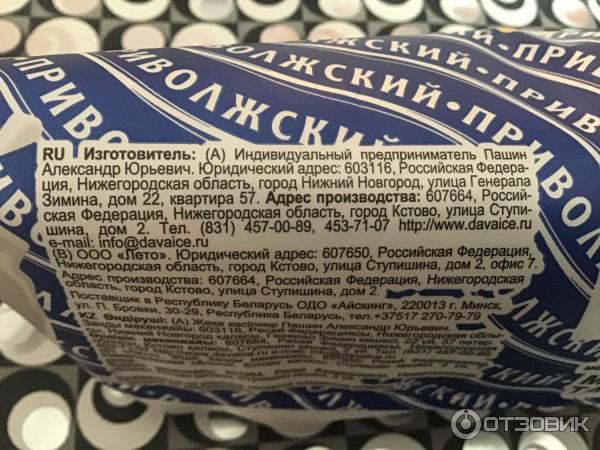 ПРИВОЛЖСКИЙ • ПРИВОЛЖСКИЙ
RU Изготовитель: (А) Индивидуальный предприниматель Пашин
Александр Юрьевич. Юридический адрес: 603116, Российская Федера-
ция, Нижегородская область, город Нижний Новгород, улица Генерала
Зимина, дом 22, квартира 57. Адрес производства: 607664, Россий-
ская Федерация, Нижегородская область, город Кстово, улица Ступи-
шина, дом 2. Тел. (831) 457-00-89, 453-71-07 http://www.davaice.ru
e-mail: info@davaice.ru
(В) ООО «Лето». Юридический адрес: 607650, Российская Федерация,
Нижегородская область, город Кстово, улица Ступишина, дом 2, офис 7.
Адрес производства: 607664, Российская Федерация, Нижегородская
область, город Кстово, улица Ступишина, дом 2.
Поставщик в Республику Беларусь ОДО «Айскинг», 220013 г. Минск,
ул. П. Бровки, 30-29, Республика Беларусь, тел.+37517 270-79-79
KZ Өндіруші: (А) Жеке кәсіпкер Пашин Александр Юрьевич.
Заңды мекенжайы: 603116, Ресей
ОТЗОВИК